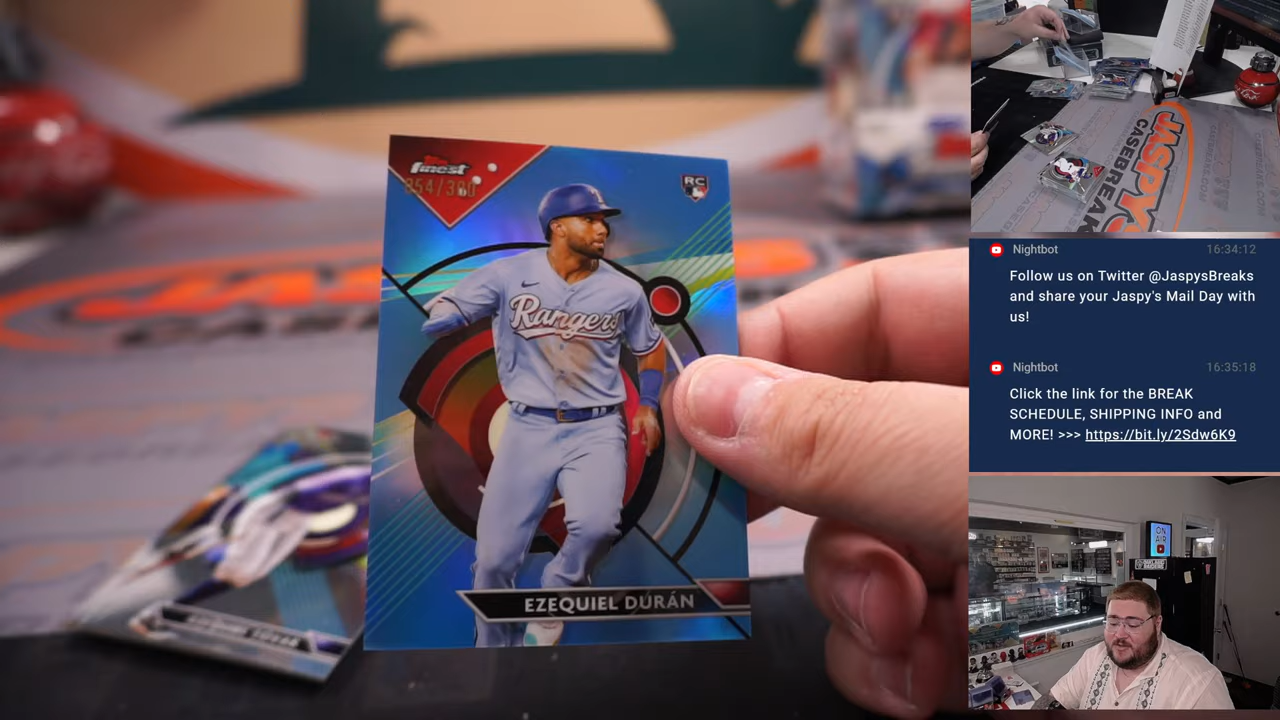 finest
RC
Rangers
EZEQUIEL DURÁN
JASPY'S
CASEBREAKS.COM
Nightbot 16:34:12
Follow us on Twitter @JaspysBreaks
and share your Jaspy's Mail Day with
us!
Nightbot 16:35:18
Click the link for the BREAK
SCHEDULE, SHIPPING INFO and
MORE! >>> https://bit.ly/2Sdw6K9
ON
AIR